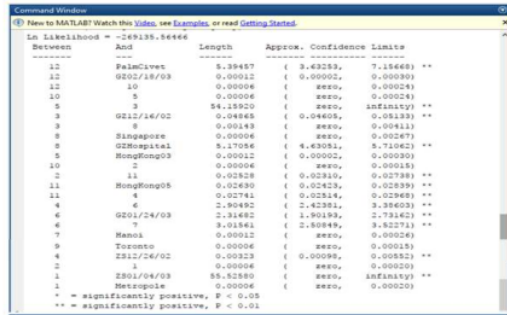 Command Window
New to MATLAB? Watch this Video, see Examples, or read Getting Started.
Ln Likelihood = -269135.56466
Between And Length Approx. Confidence Limits
12 PalmCivet 5.39457 ( 3.63253, 7.15668) **
12 GZ02/18/03 0.00012 ( 0.00002, 0.00030)
12 10 0.00006 ( zero, 0.00024)
10 5 0.00006 ( zero, 0.00024)
5 3 54.15920 ( zero, infinity) **
3 GZ12/16/02 0.04865 ( 0.04605, 0.05133) **
3 8 0.00143 ( zero, 0.00411)
8 Singapore 0.00006 ( zero, 0.00267)
8 GZHospital 5.17056 ( 4.63051, 5.71062) **
5 HongKong03 0.00012 ( 0.00002, 0.00030)
10 2 0.00006 ( zero, 0.00015)
2 11 0.02528 ( 0.02310, 0.02738) **
11 HongKong05 0.02630 ( 0.02423, 0.02839) **
11 4 0.02741 ( 0.02514, 0.02968) **
4 6 2.90492 ( 2.42381, 3.38603) **
6 GZ01/24/03 2.31682 ( 1.90193, 2.73162) **
6 7 3.01561 ( 2.50849, 3.52271) **
7 Hanoi 0.00012 ( zero, 0.00026)
9 Toronto 0.00006 ( zero, 0.00015)
4 ZS12/26/02 0.00323 ( 0.00098, 0.00552) **
2 1 0.00006 ( zero, 0.00020)
1 ZS01/04/03 55.52580 ( zero, infinity) **
1 Metropole 0.00006 ( zero, 0.00020)
* = significantly positive, P < 0.05
** = significantly positive, P < 0.01